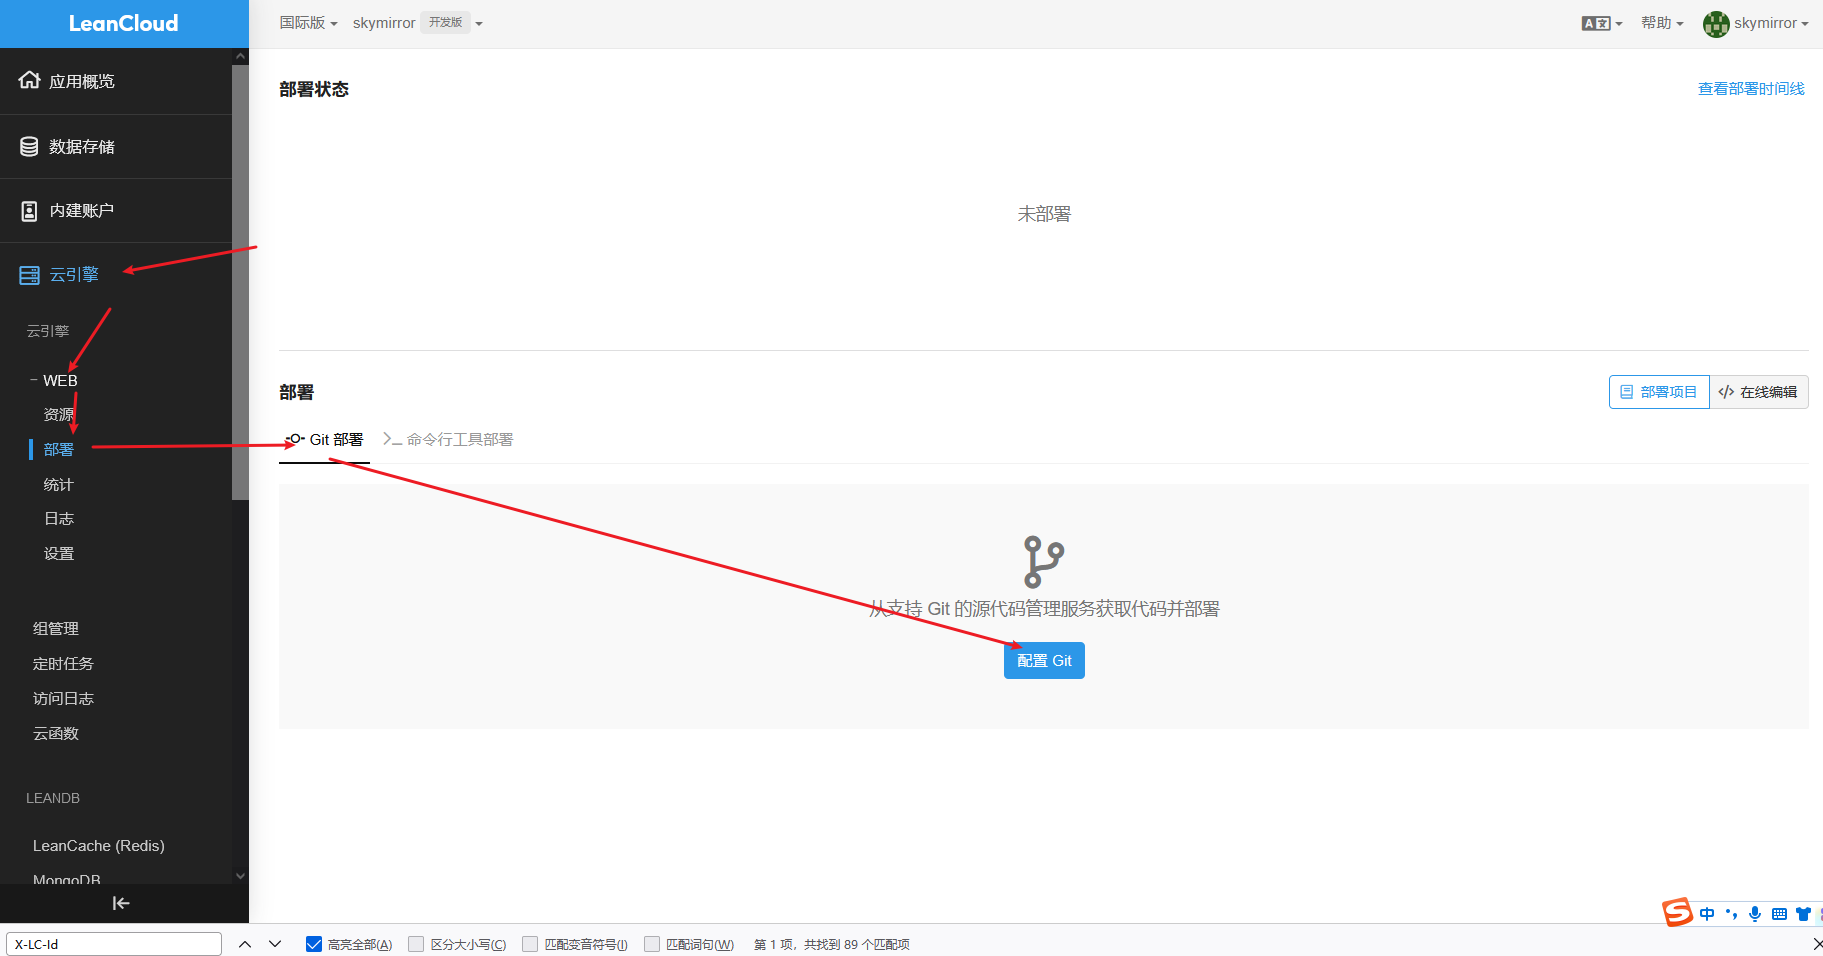 LeanCloud
国际版 skymirror 开发版
A文 帮助 skymirror
应用概览
数据存储
内建账户
云引擎
云引擎
WEB
资源
部署
统计
日志
设置
组管理
定时任务
访问日志
云函数
LEANDB
LeanCache (Redis)
MongoDB
部署状态
查看部署时间线
未部署
部署
部署项目 在线编辑
Git 部署 命令行工具部署
从支持 Git 的源代码管理服务获取代码并部署
配置 Git
中
X-LC-Id 高亮全部(A) 区分大小写(C) 匹配变音符号(I) 匹配词句(W) 第 1 项，共找到 89 个匹配项